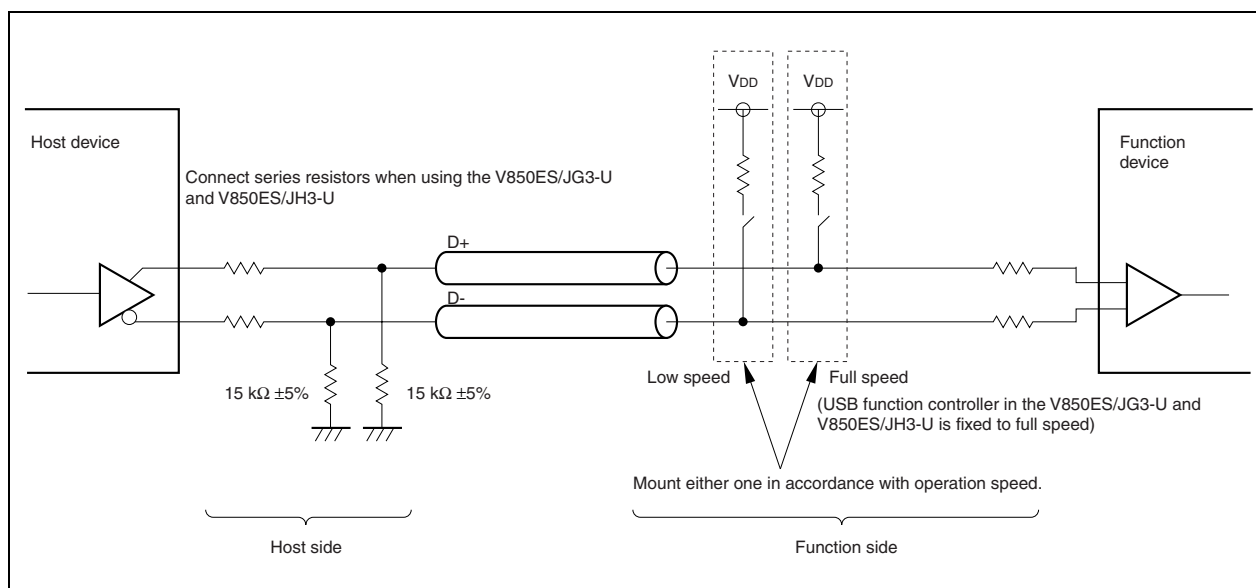 VDD
VDD
Host device
Function
device
Connect series resistors when using the V850ES/JG3-U
and V850ES/JH3-U
D+
D-
15 kΩ ±5%
15 kΩ ±5%
Low speed
Full speed
(USB function controller in the V850ES/JG3-U and
V850ES/JH3-U is fixed to full speed)
Mount either one in accordance with operation speed.
Host side
Function side